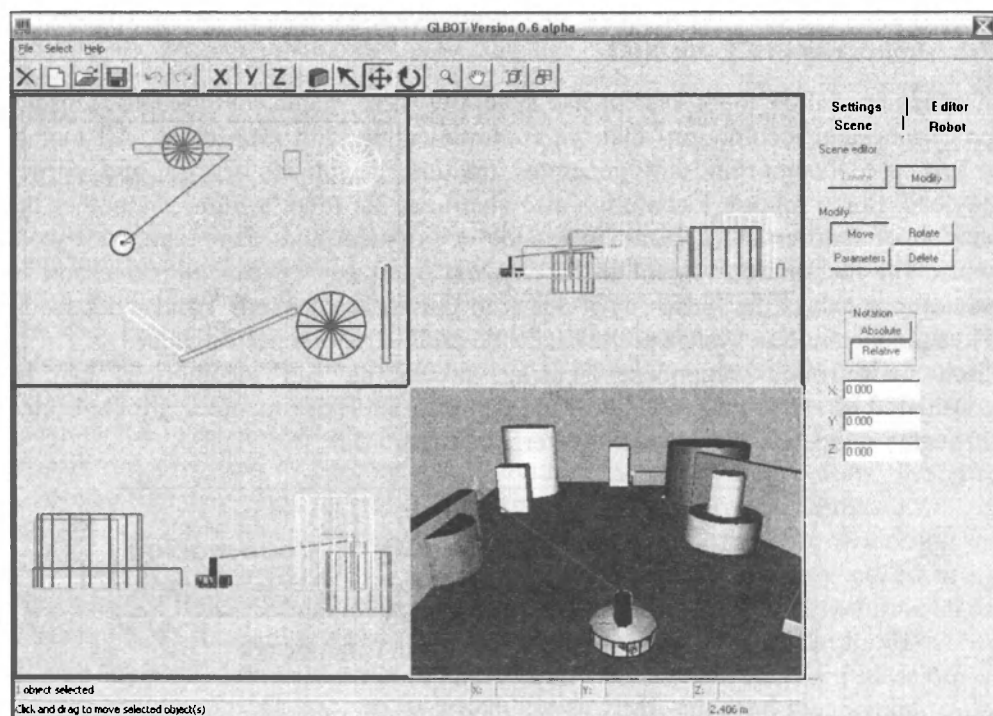 GLBOT Version 0.6 alpha
File Select Help
X Y Z
Settings Editor
Scene Robot
Scene editor
Modify
Modify
Move Rotate
Parameters Delete
Notation
Absolute
Relative
X: 0.000
Y: 0.000
Z: 0.000
1 object selected X: Y: Z:
Click and drag to move selected object(s) 2.406 m